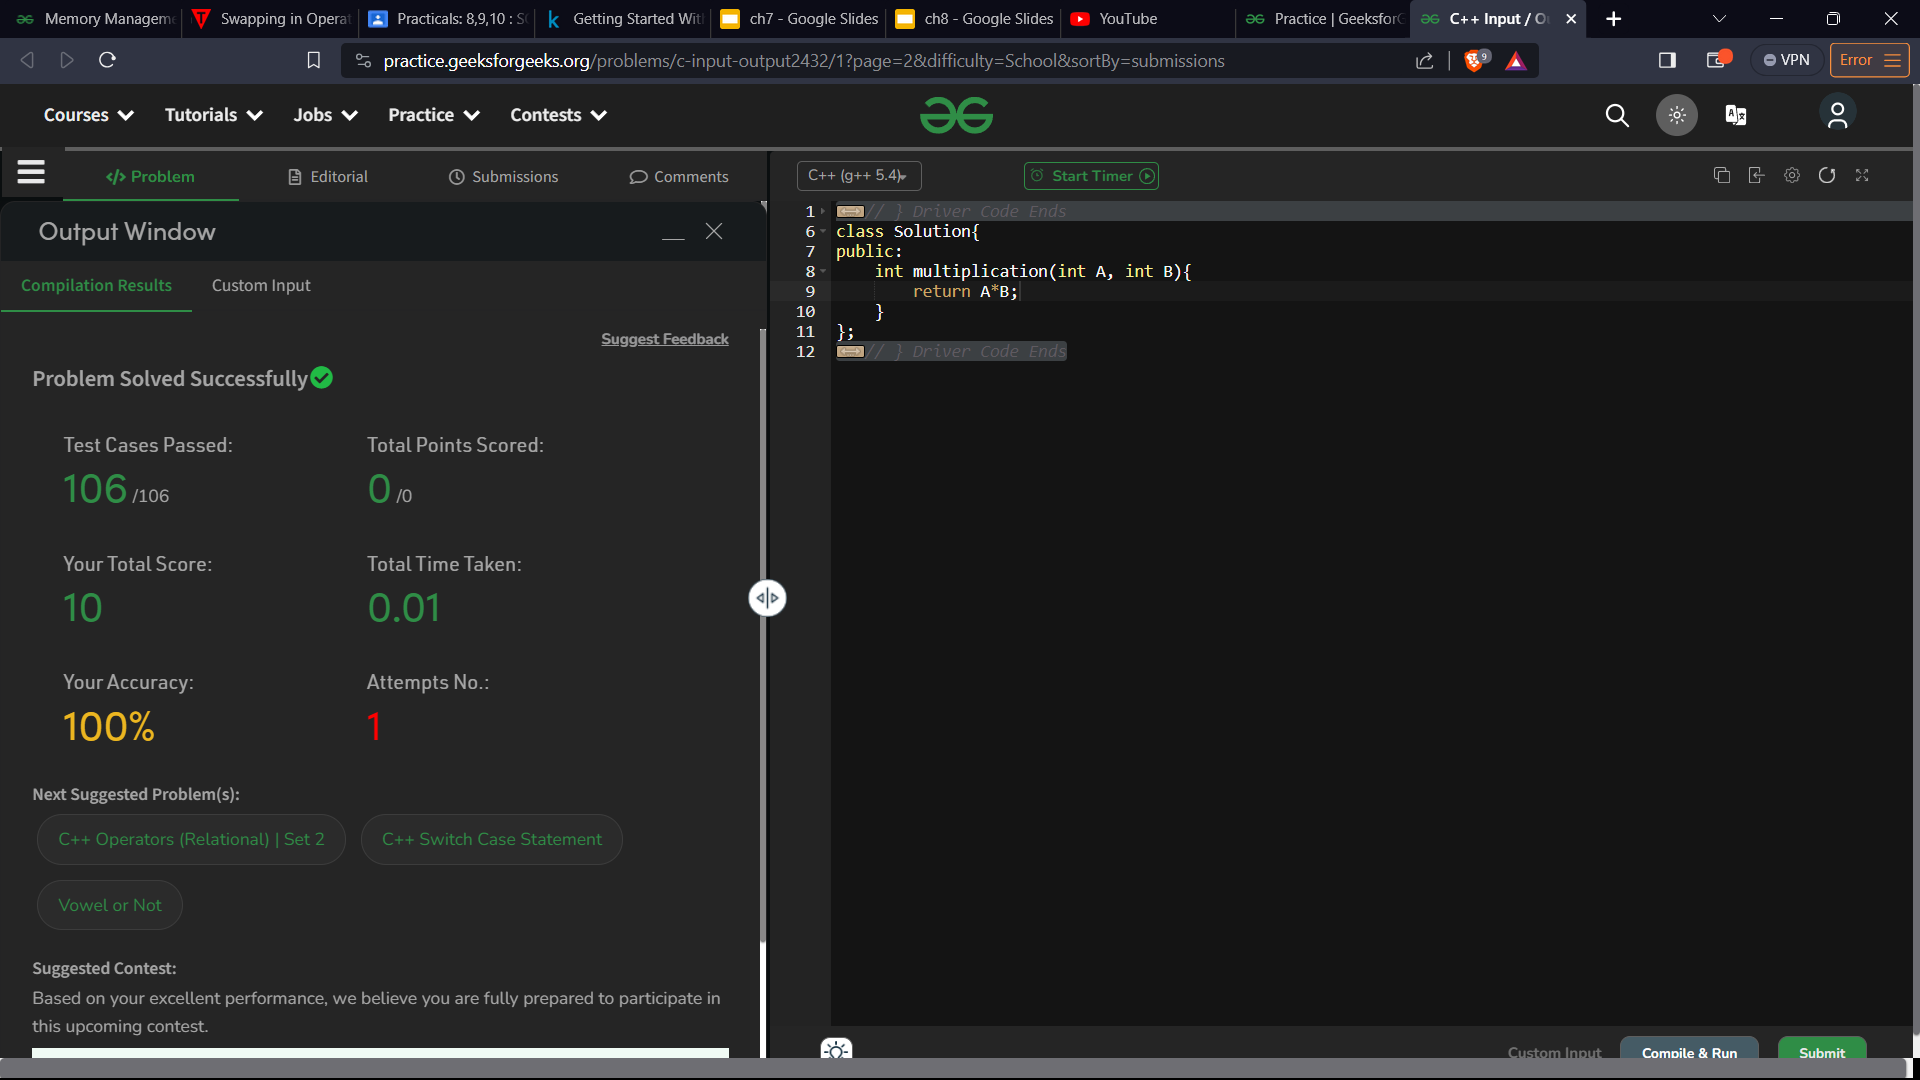 Memory Managem
Swapping in Operat
Practicals: 8,9,10 : S
Getting Started Wit
ch7 - Google Slides
ch8 - Google Slides
YouTube
Practice | Geeksfor
C++ Input / O
practice.geeksforgeeks.org/problems/c-input-output2432/1?page=2&difficulty=School&sortBy=submissions
9
VPN
Error
Courses
Tutorials
Jobs
Practice
Contests
</> Problem
Editorial
Submissions
Comments
C++ (g++ 5.4)
Start Timer
Output Window
Compilation Results
Custom Input
Suggest Feedback
Problem Solved Successfully
Test Cases Passed:
106 /106
Total Points Scored:
0 /0
Your Total Score:
10
Total Time Taken:
0.01
Your Accuracy:
100%
Attempts No.:
1
Next Suggested Problem(s):
C++ Operators (Relational) | Set 2
C++ Switch Case Statement
Vowel or Not
Suggested Contest:
Based on your excellent performance, we believe you are fully prepared to participate in
this upcoming contest.
1 // } Driver Code Ends
6 class Solution{
7 public:
8 int multiplication(int A, int B){
9 return A*B;
10 }
11 };
12 // } Driver Code Ends
Custom Input
Compile & Run
Submit